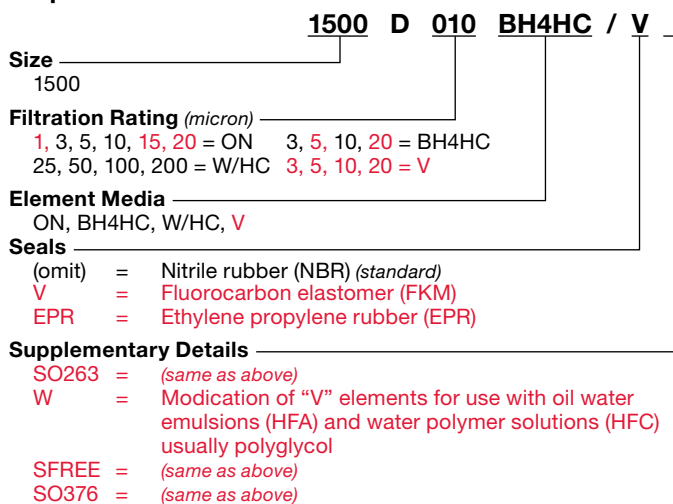 1500 D 010 BH4HC / V
Size
1500
Filtration Rating (micron)
1, 3, 5, 10, 15, 20 = ON 3, 5, 10, 20 = BH4HC
25, 50, 100, 200 = W/HC 3, 5, 10, 20 = V
Element Media
ON, BH4HC, W/HC, V
Seals
(omit) = Nitrile rubber (NBR) (standard)
V = Fluorocarbon elastomer (FKM)
EPR = Ethylene propylene rubber (EPR)
Supplementary Details
SO263 = (same as above)
W = Modication of “V” elements for use with oil water
emulsions (HFA) and water polymer solutions (HFC)
usually polyglycol
SFREE = (same as above)
SO376 = (same as above)